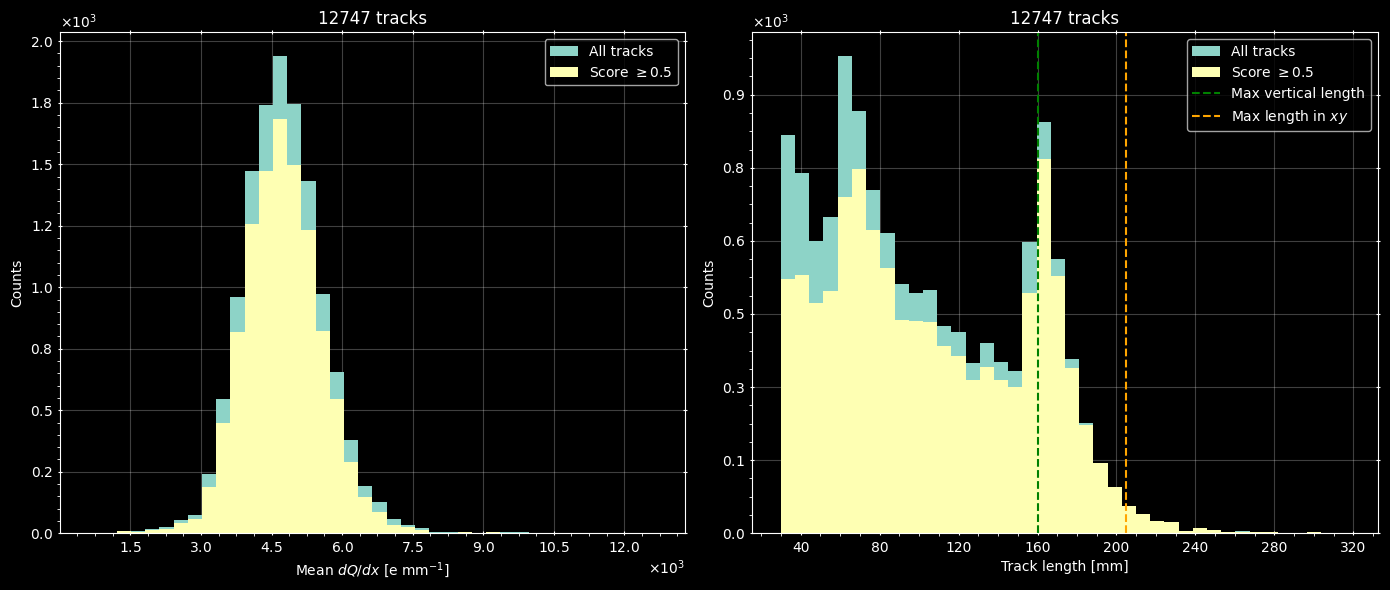 ×10³
12747 tracks
All tracks
Score ≥0.5
Counts
2.0
1.8
1.5
1.2
1.0
0.8
0.5
0.2
0.0
1.5 3.0 4.5 6.0 7.5 9.0 10.5 12.0
Mean dQ/dx [e mm⁻¹]
×10³
×10³
12747 tracks
All tracks
Score ≥0.5
Max vertical length
Max length in xy
Counts
0.9
0.8
0.6
0.5
0.3
0.1
0.0
40 80 120 160 200 240 280 320
Track length [mm]